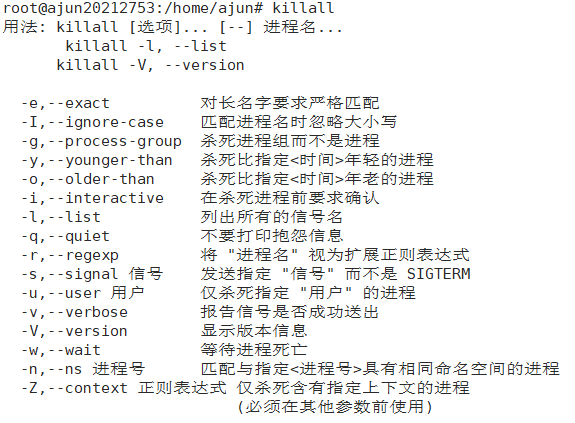 root@ajun20212753:/home/ajun# killall
用法: killall [选项]... [--] 进程名...
killall -l, --list
killall -V, --version
-e,--exact 对长名字要求严格匹配
-I,--ignore-case 匹配进程名时忽略大小写
-g,--process-group 杀死进程组而不是进程
-y,--younger-than 杀死比指定<时间>年轻的进程
-o,--older-than 杀死比指定<时间>年老的进程
-i,--interactive 在杀死进程前要求确认
-l,--list 列出所有的信号名
-q,--quiet 不要打印抱怨信息
-r,--regexp 将 "进程名" 视为扩展正则表达式
-s,--signal 信号 发送指定 "信号" 而不是 SIGTERM
-u,--user 用户 仅杀死指定 "用户" 的进程
-v,--verbose 报告信号是否成功送出
-V,--version 显示版本信息
-w,--wait 等待进程死亡
-n,--ns 进程号 匹配与指定<进程号>具有相同命名空间的进程
-Z,--context 正则表达式 仅杀死含有指定上下文的进程
(必须在其他参数前使用)